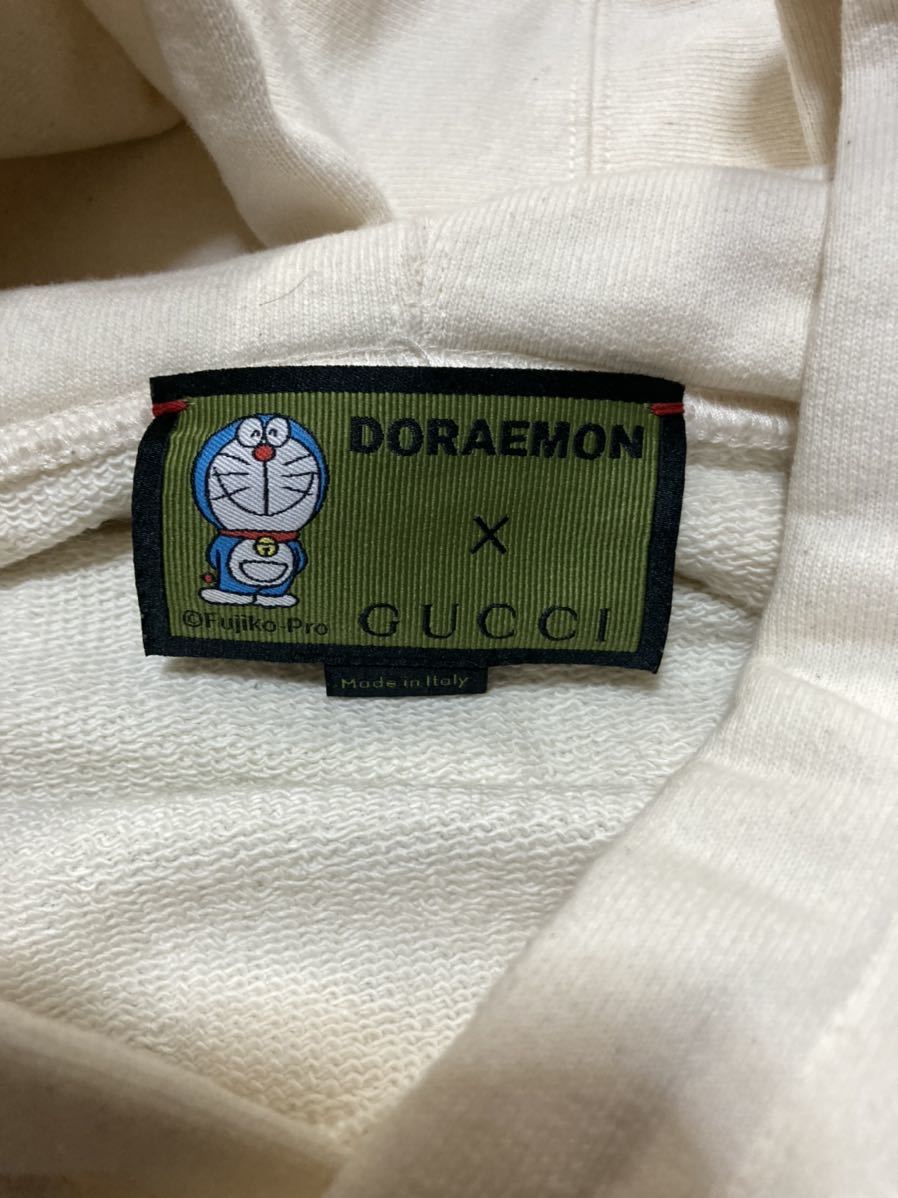 DORAEMON
X
GUCCI
©Fujiko-Pro
Made in Italy